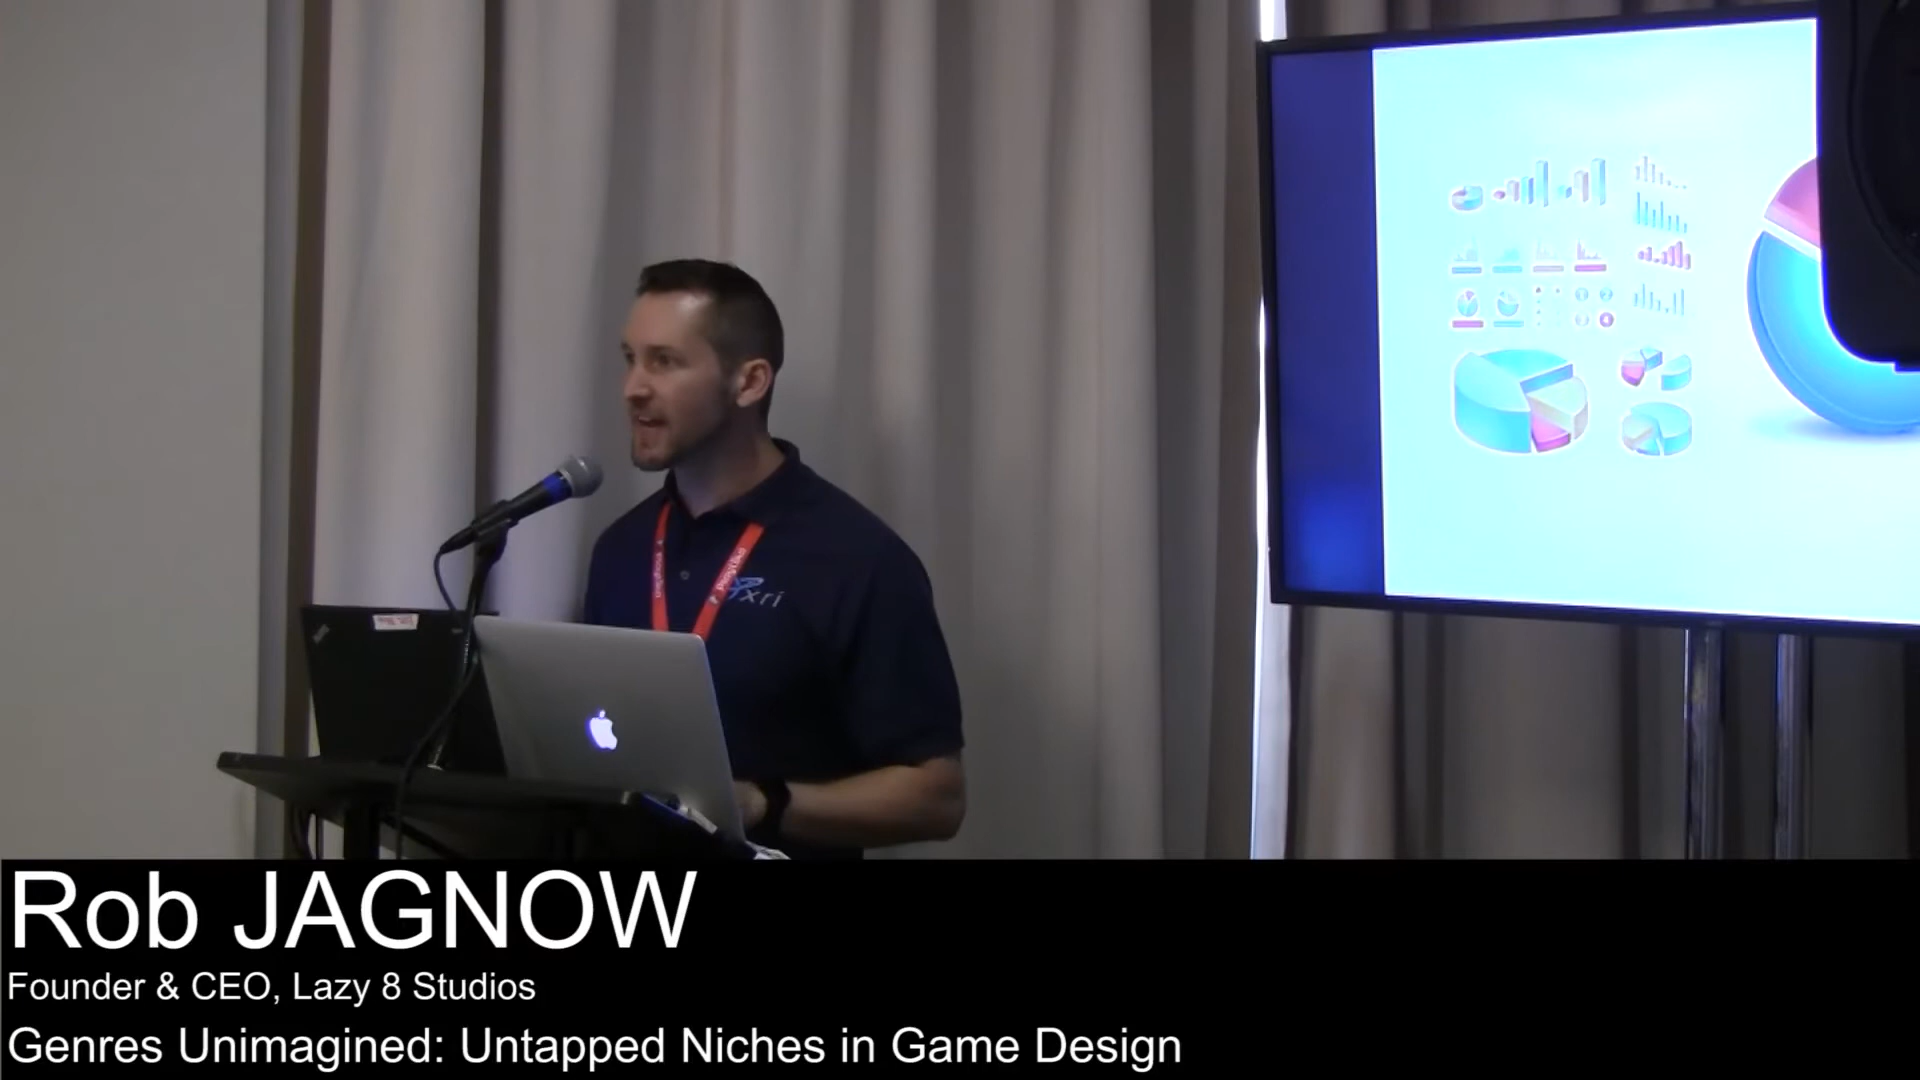 xri
Rob JAGNOW
Founder & CEO, Lazy 8 Studios
Genres Unimagined: Untapped Niches in Game Design